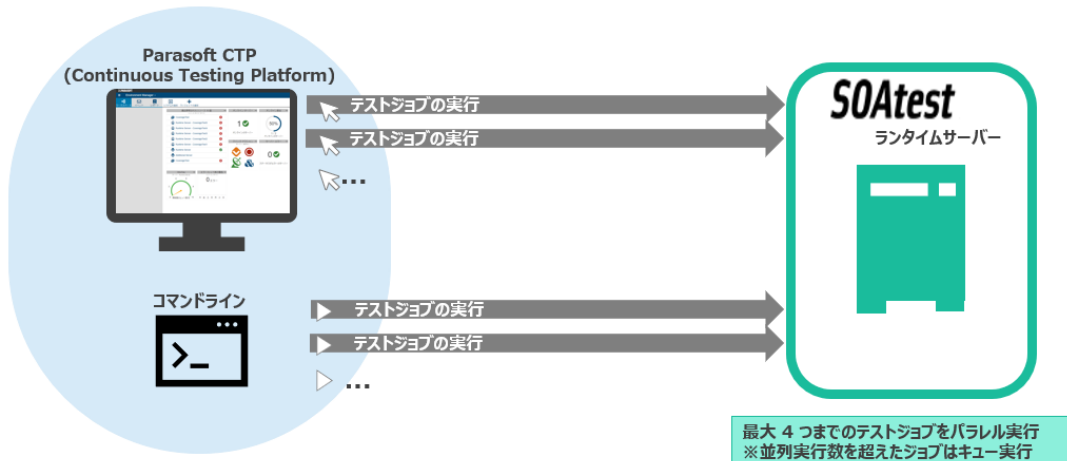 Parasoft CTP
(Continuous Testing Platform)
テストジョブの実行
テストジョブの実行
...
SOAtest
ランタイムサーバー
コマンドライン
テストジョブの実行
テストジョブの実行
...
最大 4 つまでのテストジョブをパラレル実行
※並列実行数を超えたジョブはキュー実行